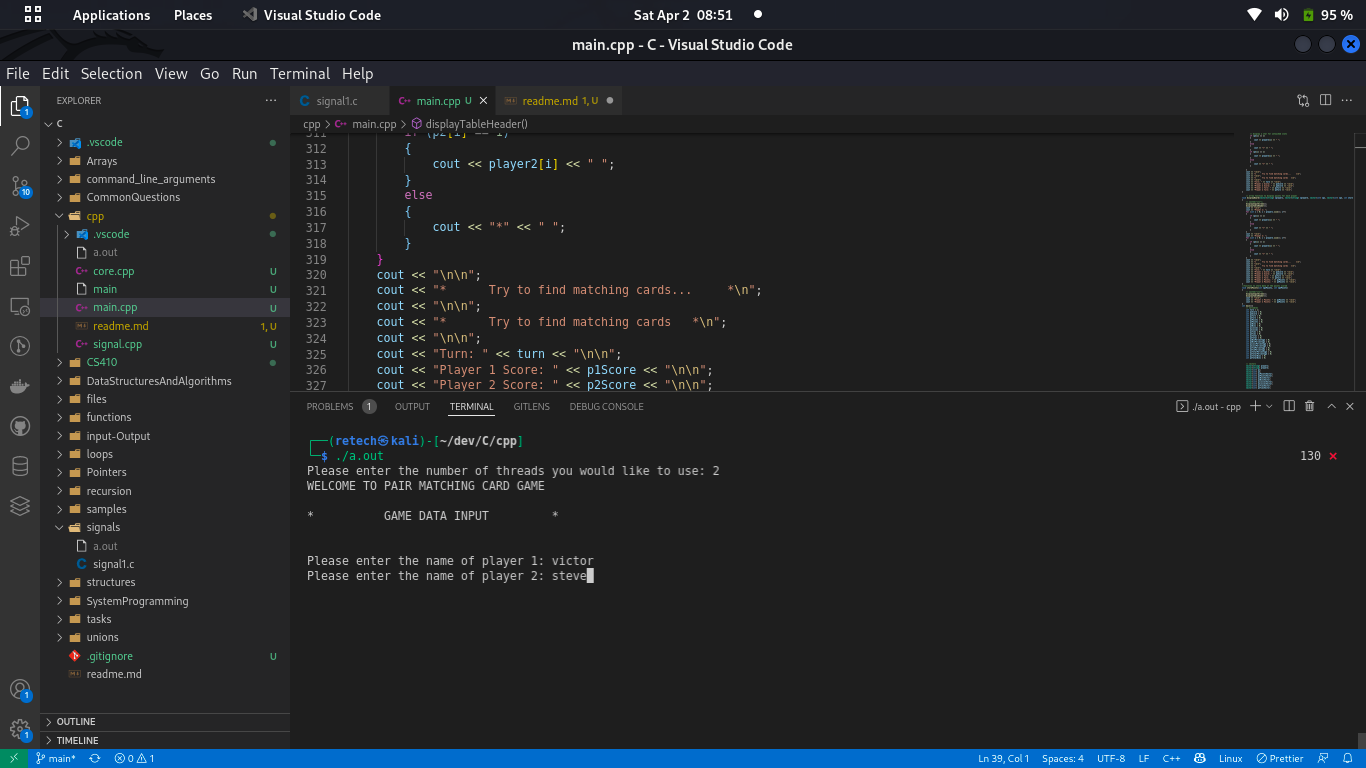 Applications Places Visual Studio Code Sat Apr 2 08:51 95 %
main.cpp - C - Visual Studio Code
File Edit Selection View Go Run Terminal Help
EXPLORER
C
.vscode
Arrays
command_line_arguments
CommonQuestions
cpp
.vscode
a.out
core.cpp U
main U
main.cpp U
readme.md 1, U
signal.cpp U
CS410
DataStructuresAndAlgorithms
files
functions
input-Output
loops
Pointers
recursion
samples
signals
a.out
signal1.c
structures
SystemProgramming
tasks
unions
.gitignore U
readme.md
OUTLINE
TIMELINE
1
10
1
1
signal1.c main.cpp U readme.md 1, U
cpp > main.cpp > displayTableHeader()
311 if (p2[i] == 1)
312 {
313 cout << player2[i] << " ";
314 }
315 else
316 {
317 cout << "*" << " ";
318 }
319 }
320 cout << "\n\n";
321 cout << "* Try to find matching cards... *\n";
322 cout << "\n\n";
323 cout << "* Try to find matching cards *\n";
324 cout << "\n\n";
325 cout << "Turn: " << turn << "\n\n";
326 cout << "Player 1 Score: " << p1Score << "\n\n";
327 cout << "Player 2 Score: " << p2Score << "\n\n";
PROBLEMS 1 OUTPUT TERMINAL GITLENS DEBUG CONSOLE ./a.out - cpp
(retech㉿kali)-[~/dev/C/cpp]
$ ./a.out 130 ⨯
Please enter the number of threads you would like to use: 2
WELCOME TO PAIR MATCHING CARD GAME
* GAME DATA INPUT *
Please enter the name of player 1: victor
Please enter the name of player 2: steve
main* 0 1 Ln 39, Col 1 Spaces: 4 UTF-8 LF C++ Linux Prettier